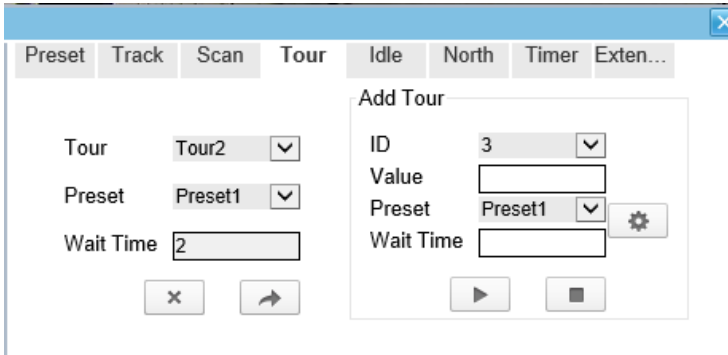 Preset Track Scan Tour Idle North Timer Exten...
Add Tour
Tour Tour2
Preset Preset1
Wait Time 2
ID 3
Value
Preset Preset1
Wait Time